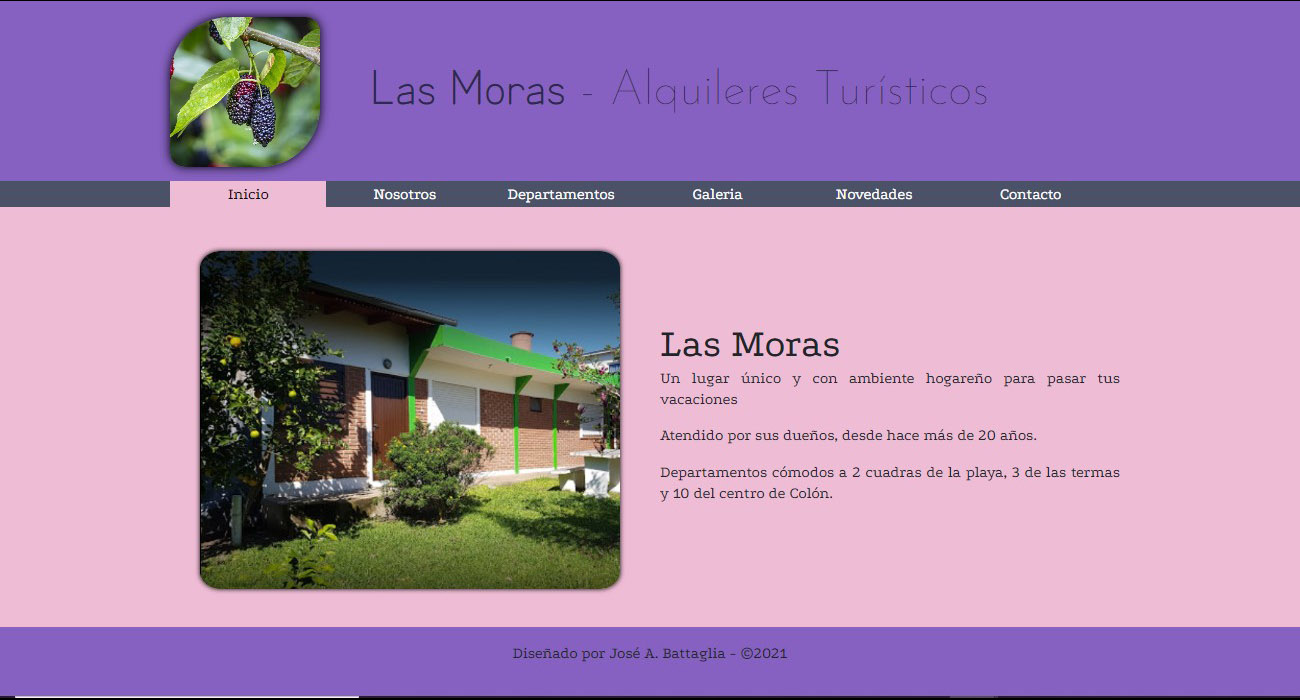 Las Moras - Alquileres Turísticos
Inicio Nosotros Departamentos Galeria Novedades Contacto
Las Moras
Un lugar único y con ambiente hogareño para pasar tus
vacaciones
Atendido por sus dueños, desde hace más de 20 años.
Departamentos cómodos a 2 cuadras de la playa, 3 de las termas
y 10 del centro de Colón.
Diseñado por José A. Battaglia - ©2021